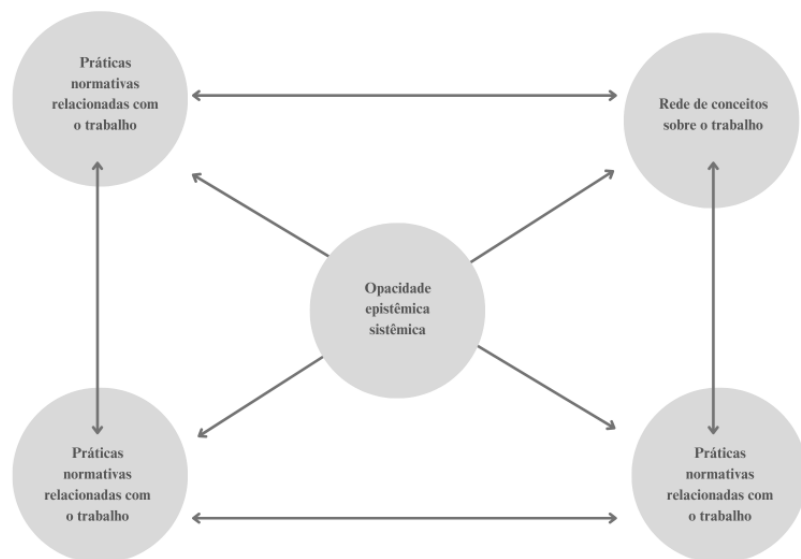 Práticas
normativas
relacionadas com
o trabalho
Rede de conceitos
sobre o trabalho
Opacidade
epistêmica
sistêmica
Práticas
normativas
relacionadas com
o trabalho
Práticas
normativas
relacionadas com
o trabalho